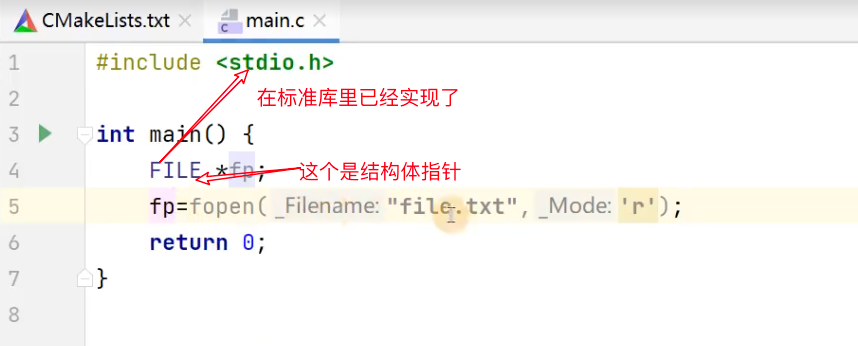 CMakeLists.txt
main.c
1 #include <stdio.h>
在标准库里已经实现了
2
3 int main() {
4 FILE *fp;
这个是结构体指针
5 fp=fopen( _Filename: "file.txt", _Mode: 'r');
6 return 0;
7 }
8